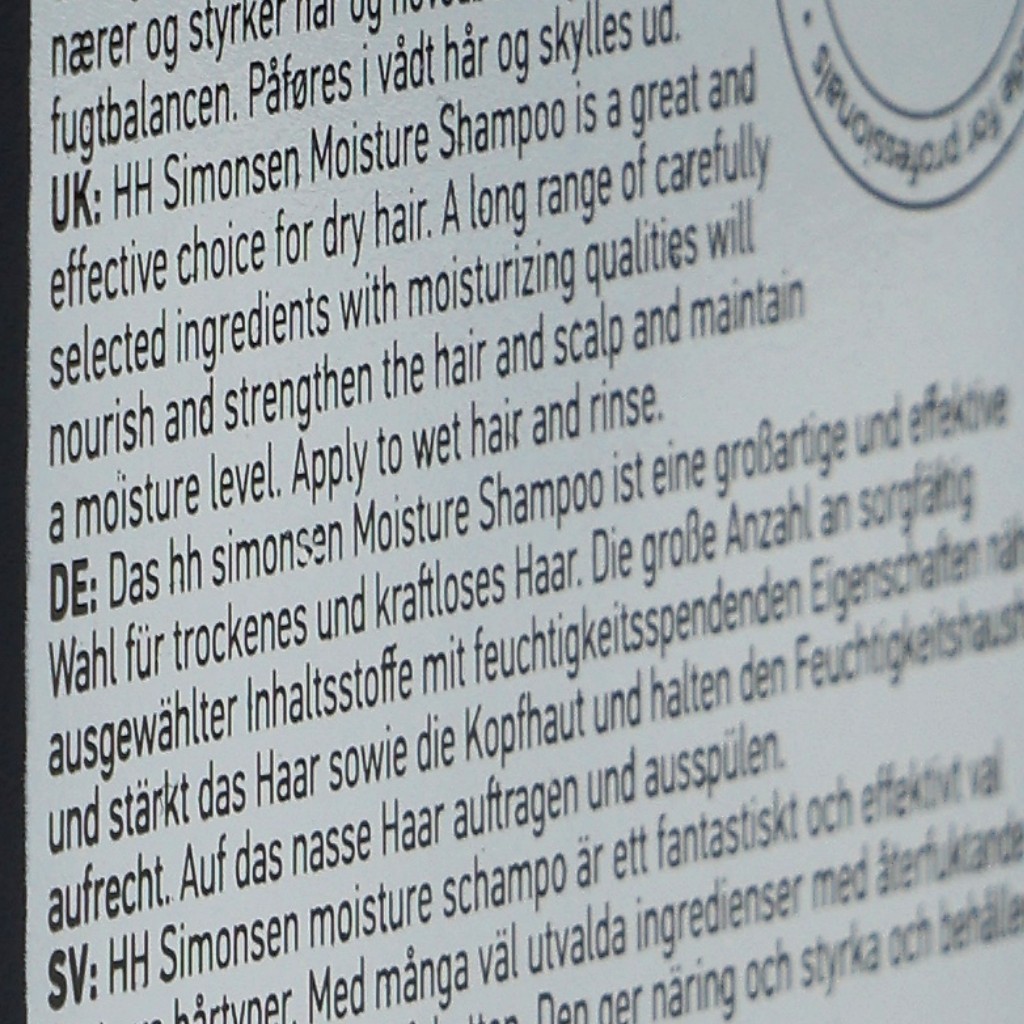 nærer og styrker hår og
fugtbalancen. Påføres i vådt hår og skylles ud.
UK: HH Simonsen Moisture Shampoo is a great and
effective choice for dry hair. A long range of carefully
selected ingredients with moisturizing qualities will
nourish and strengthen the hair and scalp and maintain
a moisture level. Apply to wet hair and rinse.
DE: Das hh simonsen Moisture Shampoo ist eine großartige und effektive
Wahl für trockenes und kraftloses Haar. Die große Anzahl an sorgfältig
ausgewählter Inhaltsstoffe mit feuchtigkeitsspendenden Eigenschaften
und stärkt das Haar sowie die Kopfhaut und halten den
aufrecht. Auf das nasse Haar auftragen und ausspülen.
SV: HH Simonsen moisture schampo är ett fantastiskt och effektivt val
hårtyper. Med många väl utvalda ingredienser med återfuktande
Den ger näring och styrka och
for professionals